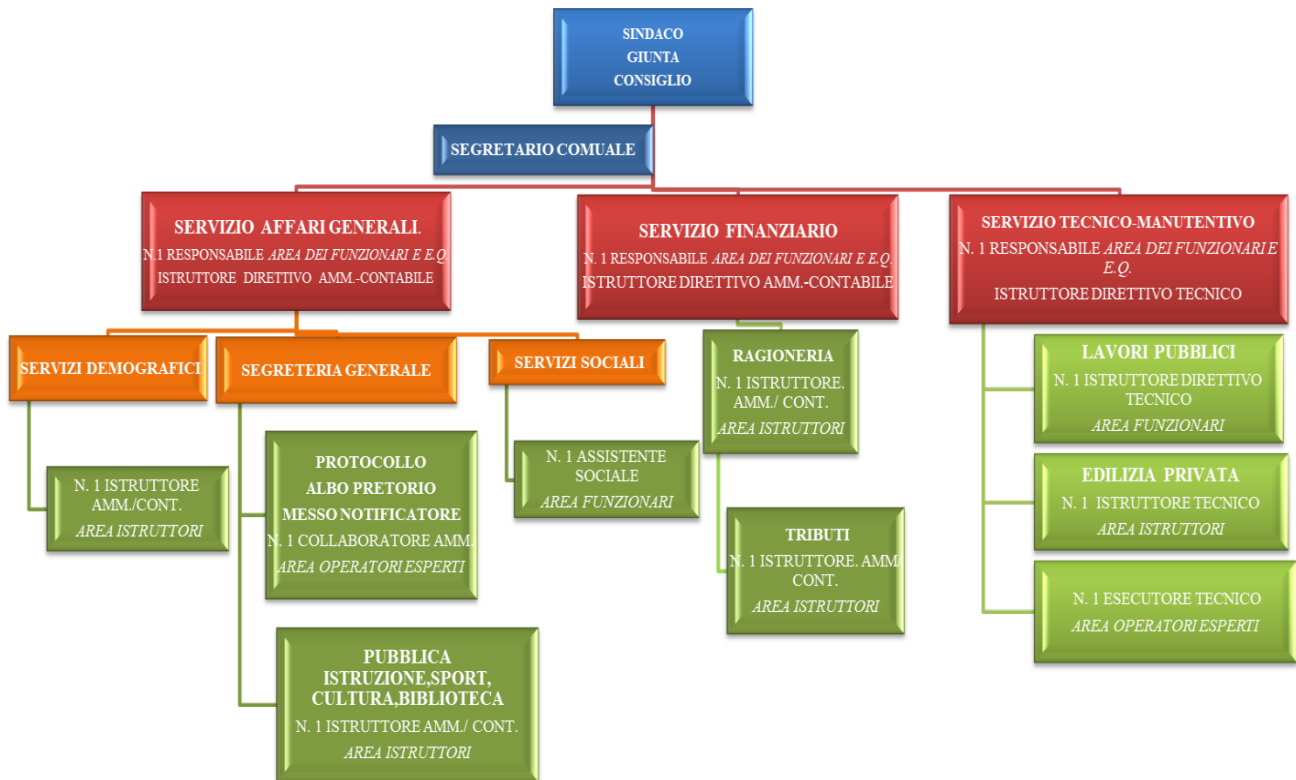 SINDACO
GIUNTA
CONSIGLIO
SEGRETARIO COMUALE
SERVIZIO AFFARI GENERALI.
N.1 RESPONSABILE AREA DEI FUNZIONARI E E.Q.
ISTRUTTORE DIRETTIVO AMM.-CONTABILE
SERVIZIO FINANZIARIO
N. 1 RESPONSABILE AREA DEI FUNZIONARI E E.Q.
ISTRUTTORE DIRETTIVO AMM.-CONTABILE
SERVIZIO TECNICO-MANUTENTIVO
N. 1 RESPONSABILE AREA DEI FUNZIONARI E
E.Q.
ISTRUTTORE DIRETTIVO TECNICO
SERVIZI DEMOGRAFICI
SEGRETERIA GENERALE
SERVIZI SOCIALI
N. 1 ISTRUTTORE
AMM./CONT.
AREA ISTRUTTORI
PROTOCOLLO
ALBO PRETORIO
MESSO NOTIFICATORE
N. 1 COLLABORATORE AMM.
AREA OPERATORI ESPERTI
PUBBLICA
ISTRUZIONE,SPORT,
CULTURA,BIBLIOTECA
N. 1 ISTRUTTORE AMM./ CONT.
AREA ISTRUTTORI
N. 1 ASSISTENTE
SOCIALE
AREA FUNZIONARI
RAGIONERIA
N. 1 ISTRUTTORE.
AMM./ CONT.
AREA ISTRUTTORI
TRIBUTI
N. 1 ISTRUTTORE. AMM/
CONT.
AREA ISTRUTTORI
LAVORI PUBBLICI
N. 1 ISTRUTTORE DIRETTIVO
TECNICO
AREA FUNZIONARI
EDILIZIA PRIVATA
N. 1 ISTRUTTORE TECNICO
AREA ISTRUTTORI
N. 1 ESECUTORE TECNICO
AREA OPERATORI ESPERTI